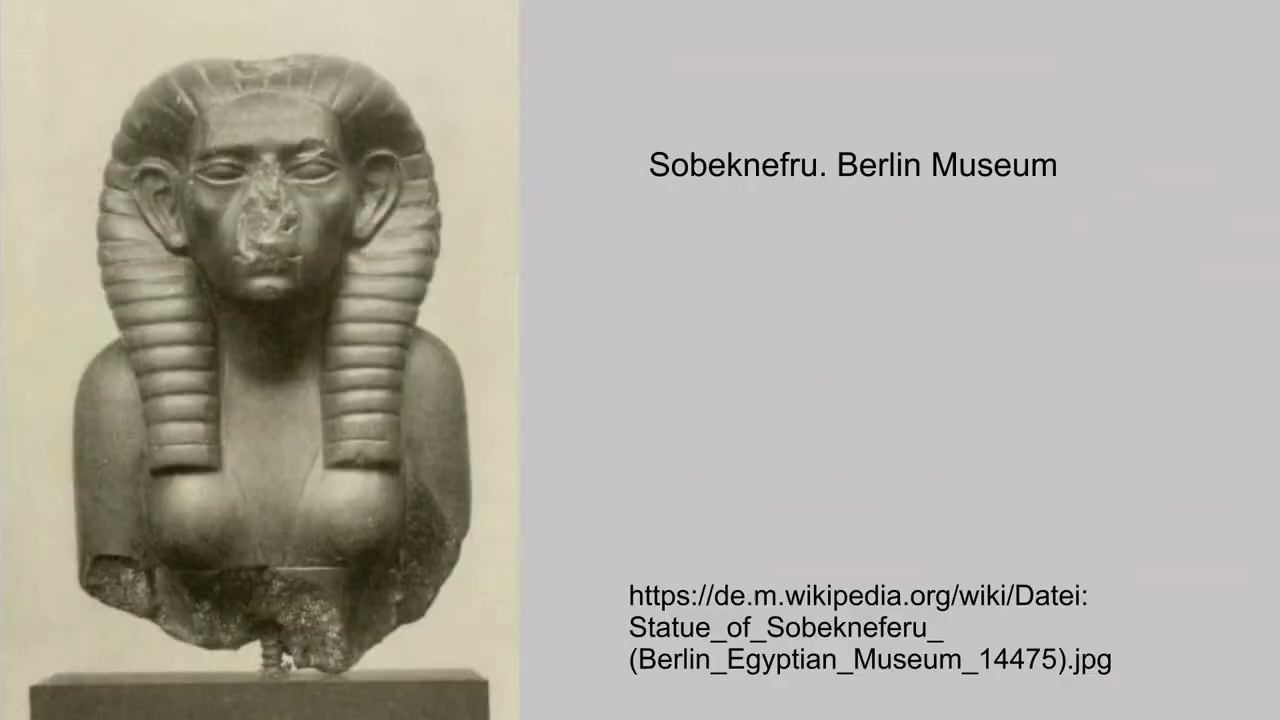 Sobeknefru. Berlin Museum
https://de.m.wikipedia.org/wiki/Datei:
Statue_of_Sobekneferu_
(Berlin_Egyptian_Museum_14475).jpg